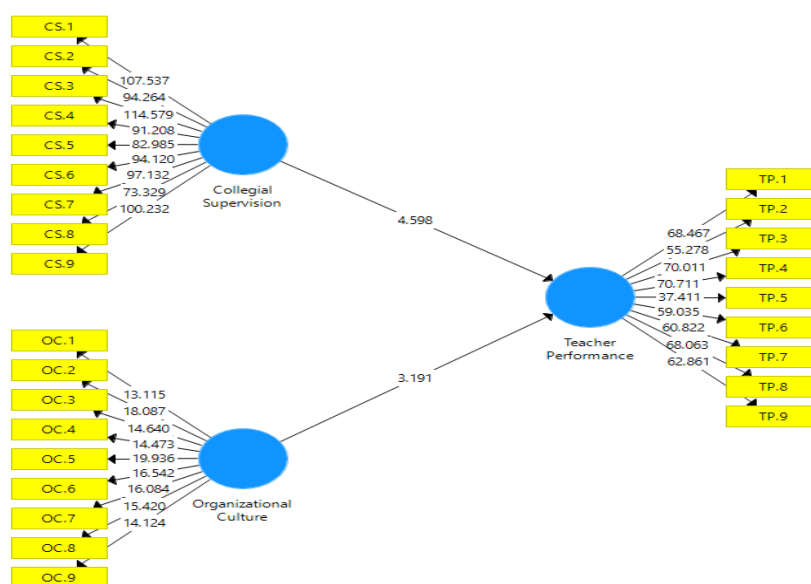 CS.1
CS.2
CS.3
CS.4
CS.5
CS.6
CS.7
CS.8
CS.9
107.537
94.264
114.579
91.208
82.985
94.120
97.132
73.329
100.232
Collegial
Supervision
4.598
OC.1
OC.2
OC.3
OC.4
OC.5
OC.6
OC.7
OC.8
OC.9
13.115
18.087
14.640
14.473
19.936
16.542
16.084
15.420
14.124
Organizational
Culture
3.191
Teacher
Performance
68.467
55.278
70.011
70.711
37.411
59.035
60.822
68.063
62.861
TP.1
TP.2
TP.3
TP.4
TP.5
TP.6
TP.7
TP.8
TP.9